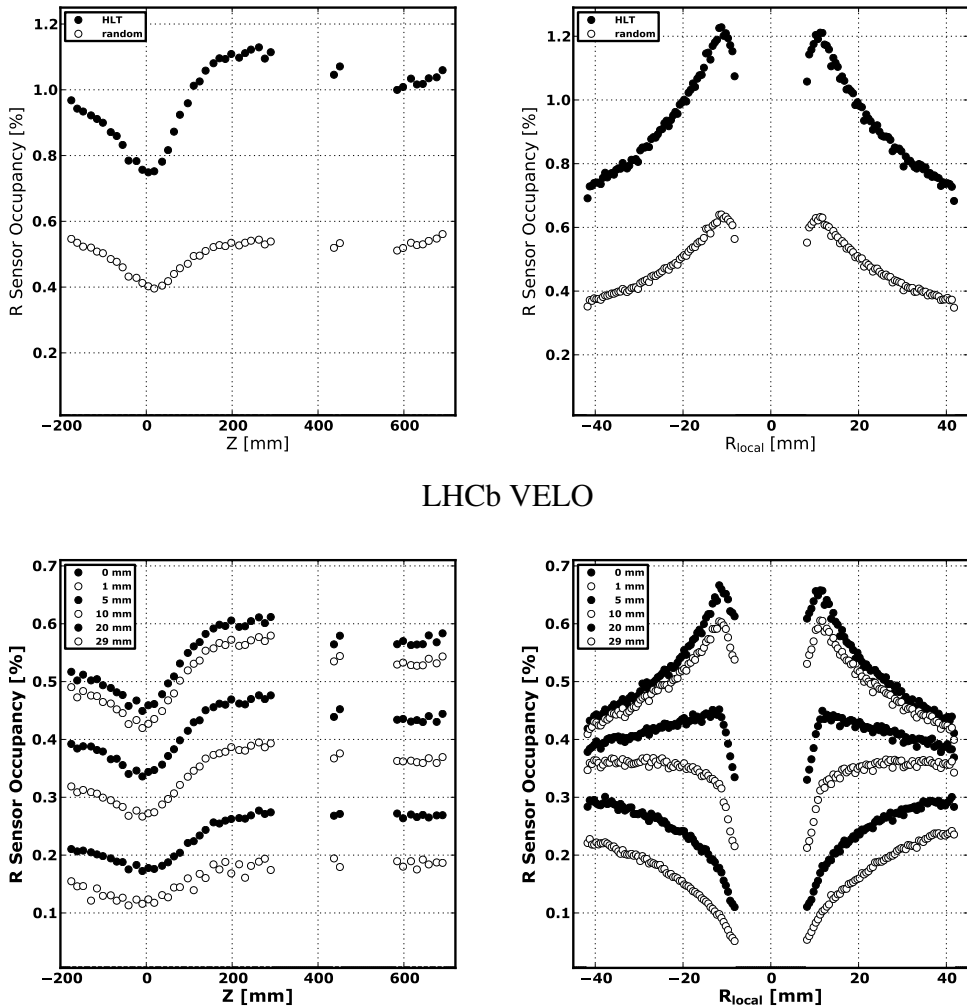 HLT
random
R Sensor Occupancy [%]
1.2
1.0
0.8
0.6
0.4
0.2
−200 0 200 400 600
Z [mm]
HLT
random
R Sensor Occupancy [%]
1.2
1.0
0.8
0.6
0.4
0.2
−40 −20 0 20 40
R_local [mm]
LHCb VELO
0 mm
1 mm
5 mm
10 mm
20 mm
29 mm
R Sensor Occupancy [%]
0.7
0.6
0.5
0.4
0.3
0.2
0.1
−200 0 200 400 600
Z [mm]
0 mm
1 mm
5 mm
10 mm
20 mm
29 mm
R Sensor Occupancy [%]
0.7
0.6
0.5
0.4
0.3
0.2
0.1
−40 −20 0 20 40
R_local [mm]